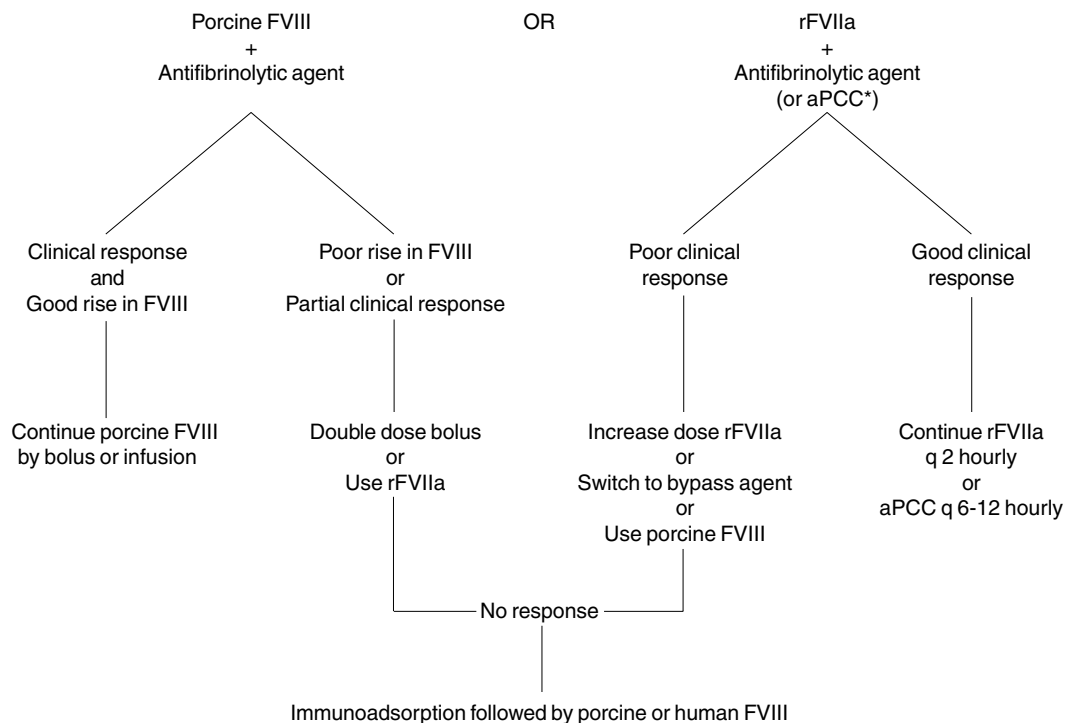 Porcine FVIII
+
Antifibrinolytic agent
OR
rFVIIa
+
Antifibrinolytic agent
(or aPCC*)
Clinical response
and
Good rise in FVIII
Poor rise in FVIII
or
Partial clinical response
Poor clinical
response
Good clinical
response
Continue porcine FVIII
by bolus or infusion
Double dose bolus
or
Use rFVIIa
Increase dose rFVIIa
or
Switch to bypass agent
or
Use porcine FVIII
Continue rFVIIa
q 2 hourly
or
aPCC q 6-12 hourly
No response
Immunoadsorption followed by porcine or human FVIII